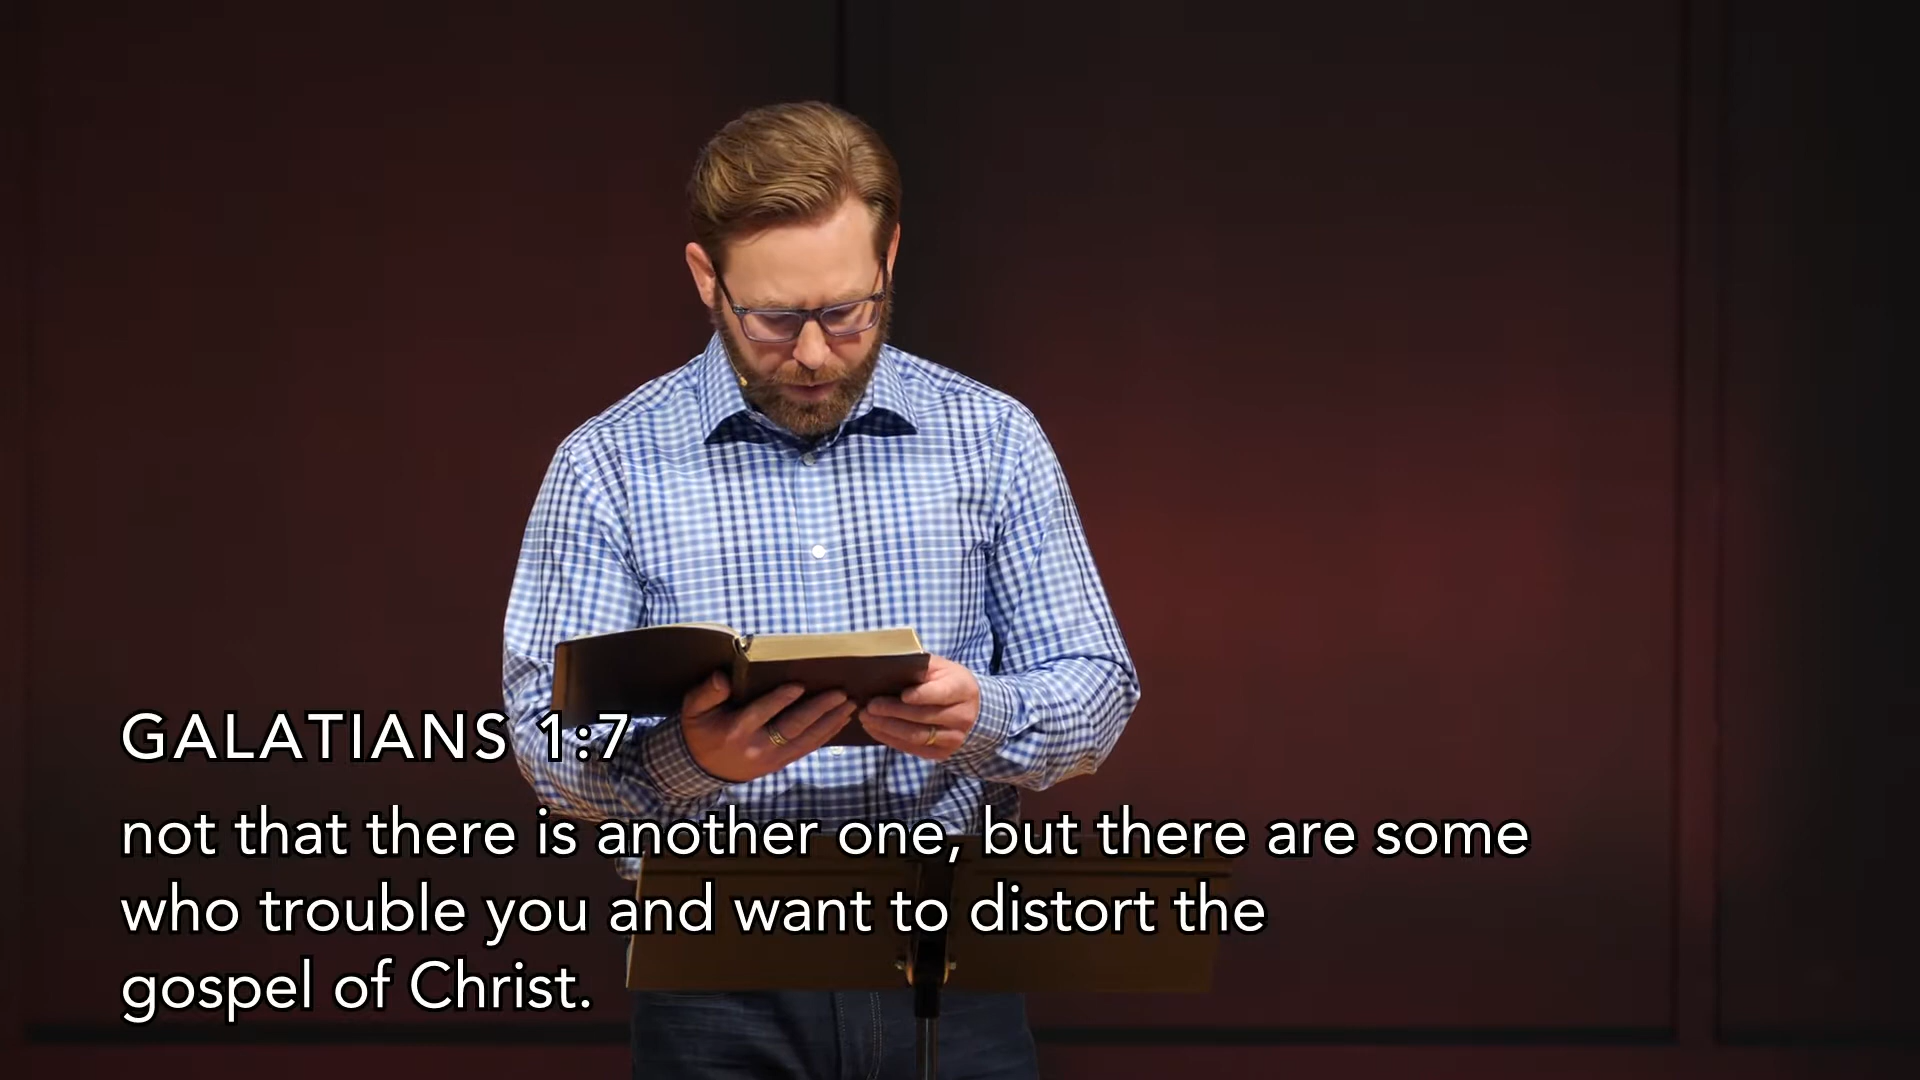 GALATIANS 1:7
not that there is another one, but there are some
who trouble you and want to distort the
gospel of Christ.